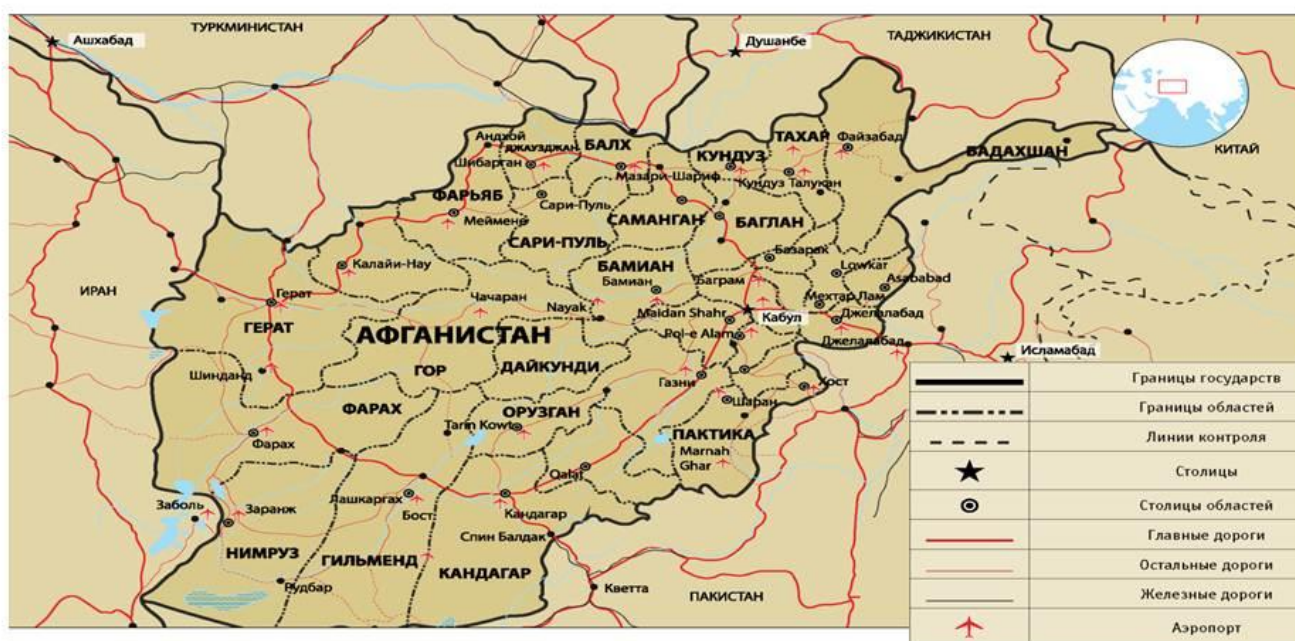 ТУРКМИНИСТАН
Ашхабад
Душанбе
ТАДЖИКИСТАН
КИТАЙ
Андхой
ДЖАУЗДЖАН
БАЛХ
КУНДУЗ
ТАХАР
Файзабад
БАДАХШАН
Шибарган
Мазари-Шариф
Кундуз
Талукан
ФАРЬЯБ
Меймене
Сари-Пуль
САМАНГАН
БАГЛАН
САРИ-ПУЛЬ
Базарак
Калайи-Нау
БАМИАН
Бамиан
Баграм
Lowkar
Asababad
ИРАН
Герат
Чачаран
Nayak
Мехтар Лам
ГЕРАТ
АФГАНИСТАН
Maidan Shahr
Кабул
Джелалабад
Pol-e Alam
Джелалабад
Исламабад
Шинданд
ГОР
ДАЙКУНДИ
Газни
Хост
ФАРАХ
ОРУЗГАН
Шаран
Tarin Kowt
Фарах
ПАКТИКА
Marnah
Ghar
Qalat
Заболь
Заранж
Лашкаргах
Бост
Кандагар
Спин Балдак
НИМРУЗ
ГИЛЬМЕНД
КАНДАГАР
Рудбар
Кветта
ПАКИСТАН
Границы государств
Границы областей
Линии контроля
Столицы
Столицы областей
Главные дороги
Остальные дороги
Железные дороги
Аэропорт